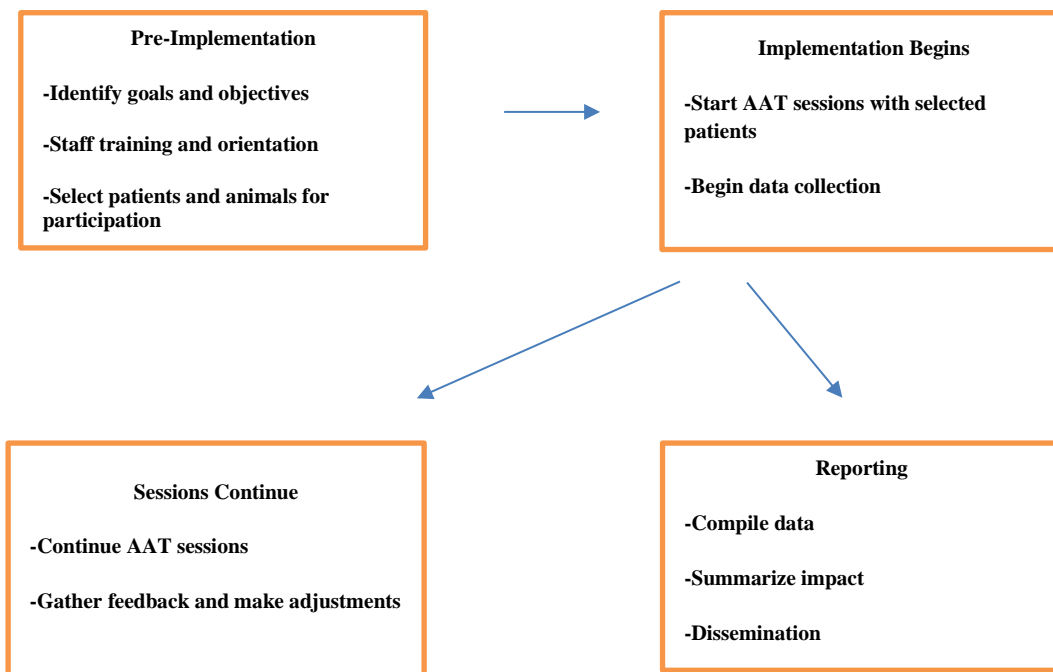 Pre-Implementation
-Identify goals and objectives
-Staff training and orientation
-Select patients and animals for
participation
Implementation Begins
-Start AAT sessions with selected
patients
-Begin data collection
Sessions Continue
-Continue AAT sessions
-Gather feedback and make adjustments
Reporting
-Compile data
-Summarize impact
-Dissemination